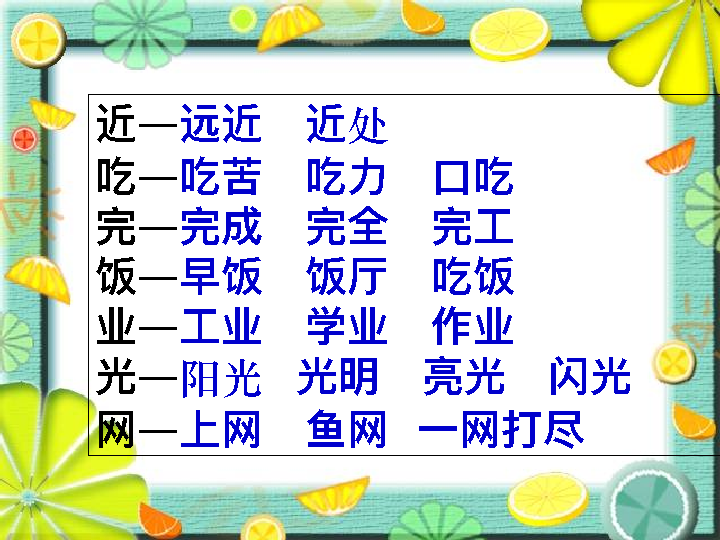 近—远近 近处
吃—吃苦 吃力 口吃
完—完成 完全 完工
饭—早饭 饭厅 吃饭
业—工业 学业 作业
光—阳光 光明 亮光 闪光
网—上网 鱼网 一网打尽